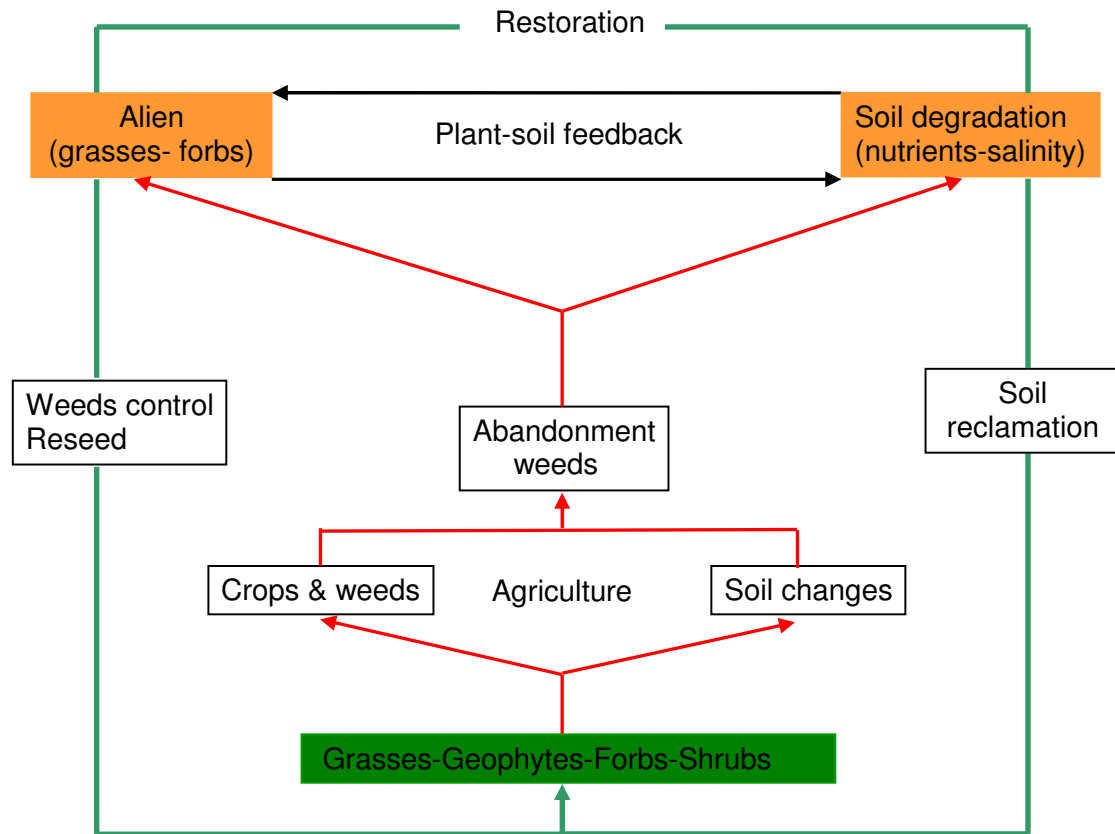 Restoration
Alien
(grasses- forbs)
Plant-soil feedback
Soil degradation
(nutrients-salinity)
Weeds control
Reseed
Soil
reclamation
Abandonment
weeds
Crops & weeds
Agriculture
Soil changes
Grasses-Geophytes-Forbs-Shrubs